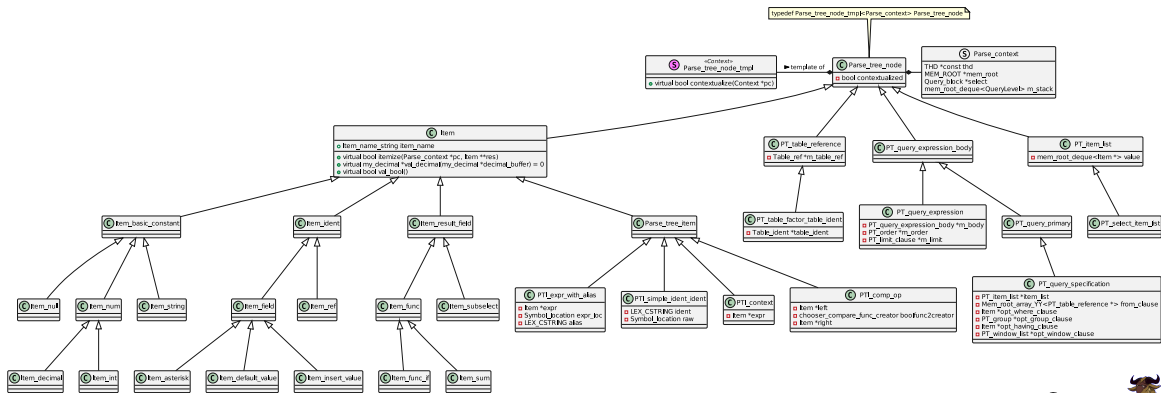 typedef Parse_tree_node_tmpl<Parse_context> Parse_tree_node
S
«Context»
Parse_tree_node_tmpl
virtual bool contextualize(Context *pc)
template of
C Parse_tree_node
bool contextualized
S Parse_context
THD *const thd
MEM_ROOT *mem_root
Query_block *select
mem_root_deque<QueryLevel> m_stack
C Item
Item_name_string item_name
virtual bool itemize(Parse_context *pc, Item **res)
virtual my_decimal *val_decimal(my_decimal *decimal_buffer) = 0
virtual bool val_bool()
C PT_table_reference
Table_ref *m_table_ref
C PT_query_expression_body
C PT_item_list
mem_root_deque<Item *> value
C Item_basic_constant
C Item_ident
C Item_result_field
C Parse_tree_item
C PT_table_factor_table_ident
Table_ident *table_ident
C PT_query_expression
PT_query_expression_body *m_body
PT_order *m_order
PT_limit_clause *m_limit
C PT_query_primary
C PT_select_item_list
C Item_null
C Item_num
C Item_string
C Item_field
C Item_ref
C Item_func
C Item_subselect
C PTI_expr_with_alias
Item *expr
Symbol_location expr_loc
LEX_CSTRING alias
C PTI_simple_ident_ident
LEX_CSTRING ident
Symbol_location raw
C PTI_context
Item *expr
C PTI_comp_op
Item *left
chooser_compare_func_creator boolfunc2creator
Item *right
C PT_query_specification
PT_item_list *item_list
Mem_root_array_YY<PT_table_reference *> from_clause
Item *opt_where_clause
PT_group *opt_group_clause
Item *opt_having_clause
PT_window_list *opt_window_clause
C Item_decimal
C Item_int
C Item_asterisk
C Item_default_value
C Item_insert_value
C Item_func_if
C Item_sum